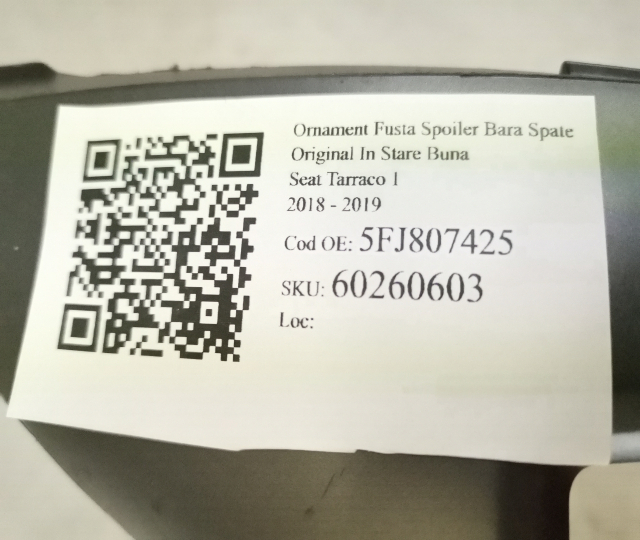 Ornament Fusta Spoiler Bara Spate
Original In Stare Buna
Seat Tarraco 1
2018 - 2019
Cod OE: 5FJ807425
SKU: 60260603
Loc: